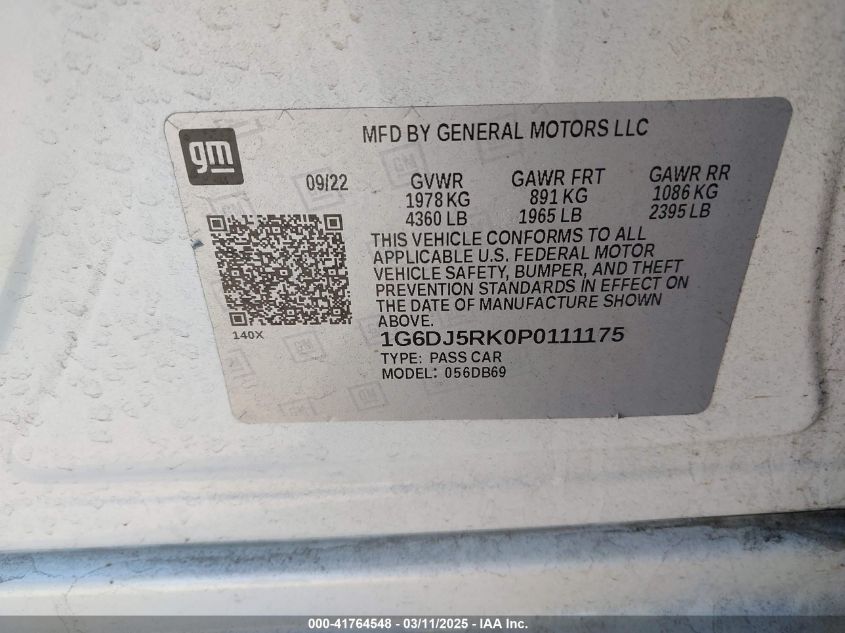 gm
MFD BY GENERAL MOTORS LLC
09/22 GVWR GAWR FRT GAWR RR
1978 KG 891 KG 1086 KG
4360 LB 1965 LB 2395 LB
THIS VEHICLE CONFORMS TO ALL
APPLICABLE U.S. FEDERAL MOTOR
VEHICLE SAFETY, BUMPER, AND THEFT
PREVENTION STANDARDS IN EFFECT ON
THE DATE OF MANUFACTURE SHOWN
ABOVE.
140X
1G6DJ5RK0P0111175
TYPE: PASS CAR
MODEL: 056DB69
000-41764548 - 03/11/2025 - IAA Inc.